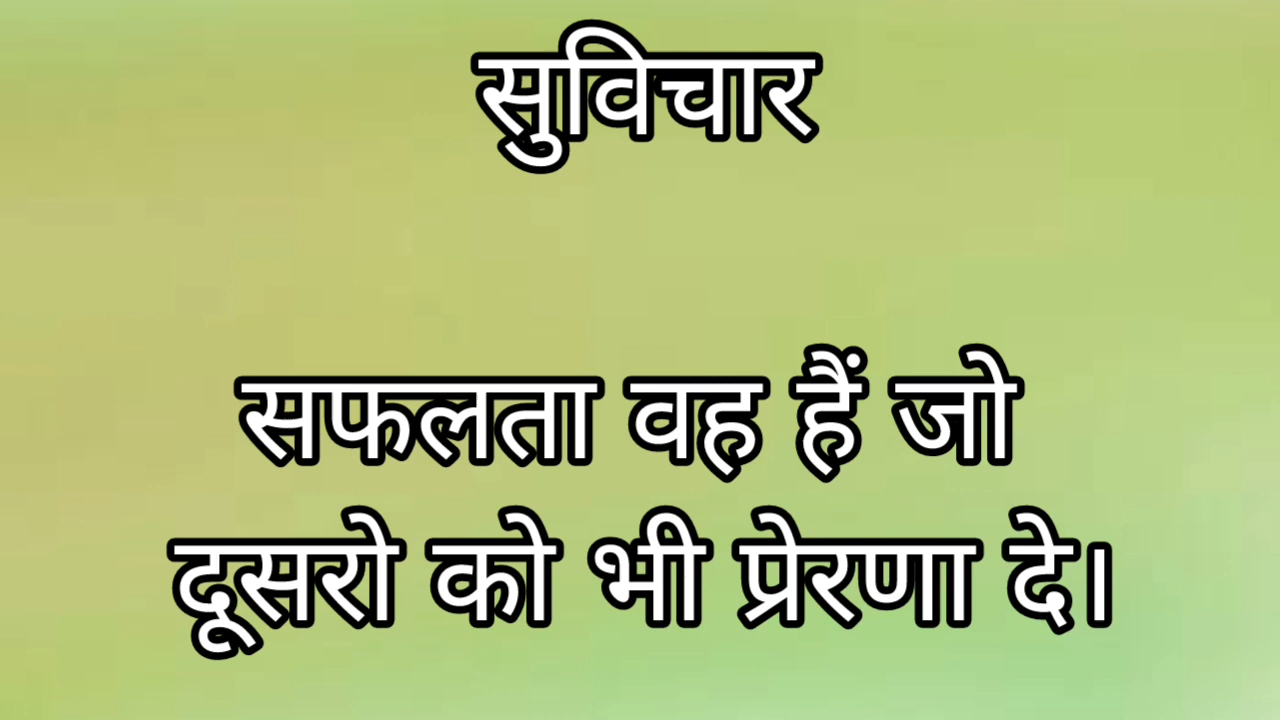 सुविचार
सफलता वह हैं जो
दूसरो को भी प्रेरणा दे।